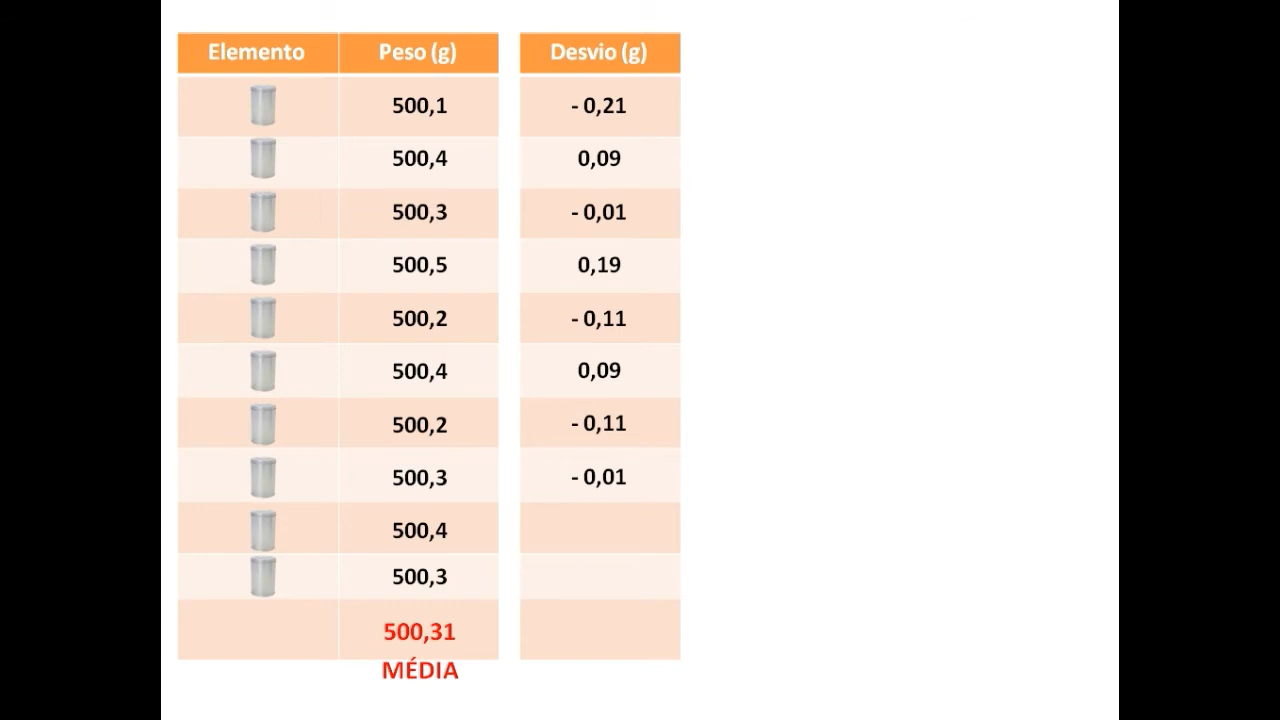 Elemento Peso (g) Desvio (g)
500,1 - 0,21
500,4 0,09
500,3 - 0,01
500,5 0,19
500,2 - 0,11
500,4 0,09
500,2 - 0,11
500,3 - 0,01
500,4
500,3
500,31
MÉDIA